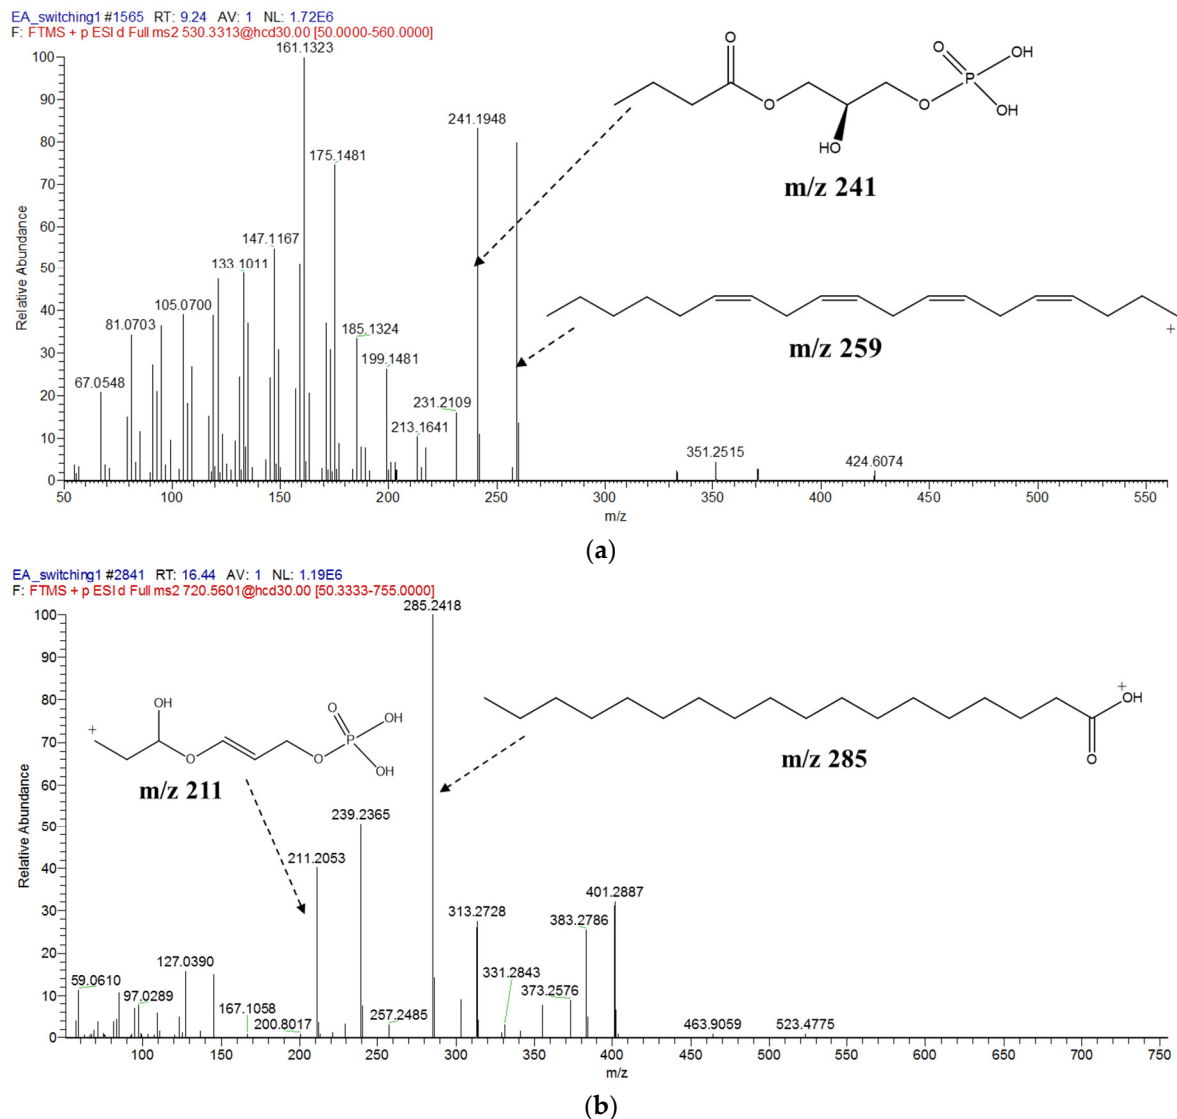 EA_switching1 #1565 RT: 9.24 AV: 1 NL: 1.72E6
F: FTMS + p ESI d Full ms2 530.3313@hcd30.00 [50.0000-560.0000]
161.1323
241.1948
175.1481
147.1167
133.1011
105.0700
81.0703
67.0548
185.1324
199.1481
231.2109
213.1641
351.2515
424.6074
O
O
HO
O
O
P
OH
OH
m/z 241
+
m/z 259
Relative Abundance
100
90
80
70
60
50
40
30
20
10
0
50 100 150 200 250 300 350 400 450 500 550
m/z
(a)
EA_switching1 #2841 RT: 16.44 AV: 1 NL: 1.19E6
F: FTMS + p ESI d Full ms2 720.5601@hcd30.00 [50.3333-755.0000]
285.2418
239.2365
211.2053
313.2728
401.2887
383.2786
331.2843
373.2576
127.0390
59.0610
97.0289
167.1058
200.8017
257.2485
463.9059
523.4775
+
OH
O
O
O
P
OH
OH
m/z 211
+
OH
O
m/z 285
Relative Abundance
100
90
80
70
60
50
40
30
20
10
0
100 150 200 250 300 350 400 450 500 550 600 650 700 750
m/z
(b)